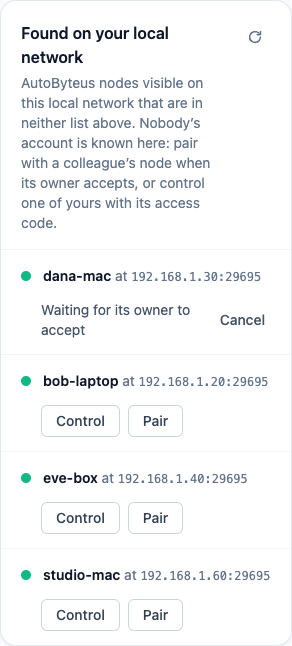 Found on your local
network
AutoByteus nodes visible on
this local network that are in
neither list above. Nobody’s
account is known here: pair
with a colleague’s node when
its owner accepts, or control
one of yours with its access
code.
dana-mac at 192.168.1.30:29695
Waiting for its owner to
accept
Cancel
bob-laptop at 192.168.1.20:29695
Control Pair
eve-box at 192.168.1.40:29695
Control Pair
studio-mac at 192.168.1.60:29695
Control Pair